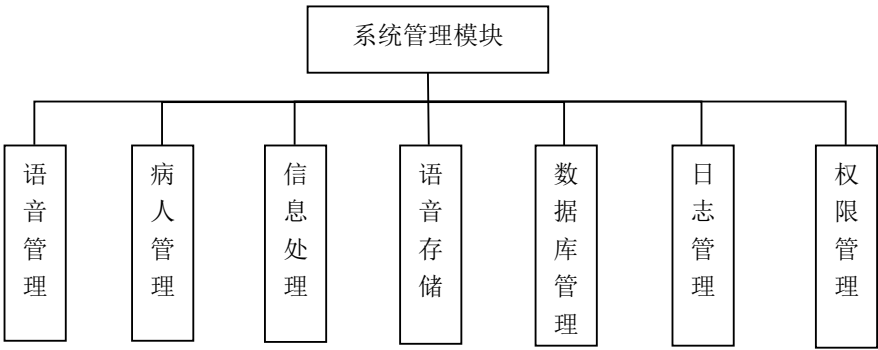 系统管理模块
语音管理
病人管理
信息处理
语音存储
数据库管理
日志管理
权限管理